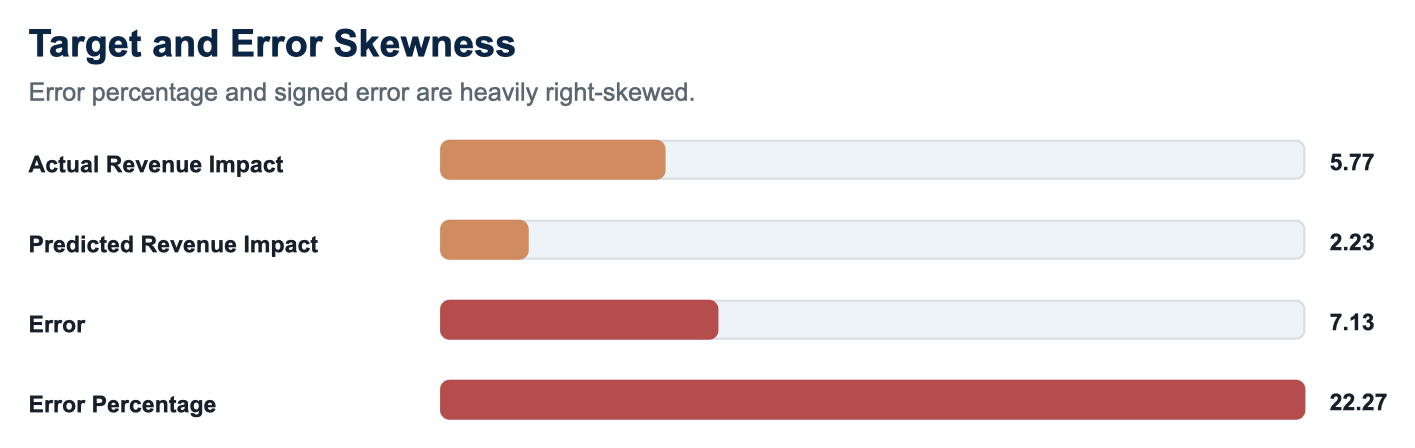 Target and Error Skewness
Error percentage and signed error are heavily right-skewed.
Actual Revenue Impact 5.77
Predicted Revenue Impact 2.23
Error 7.13
Error Percentage 22.27